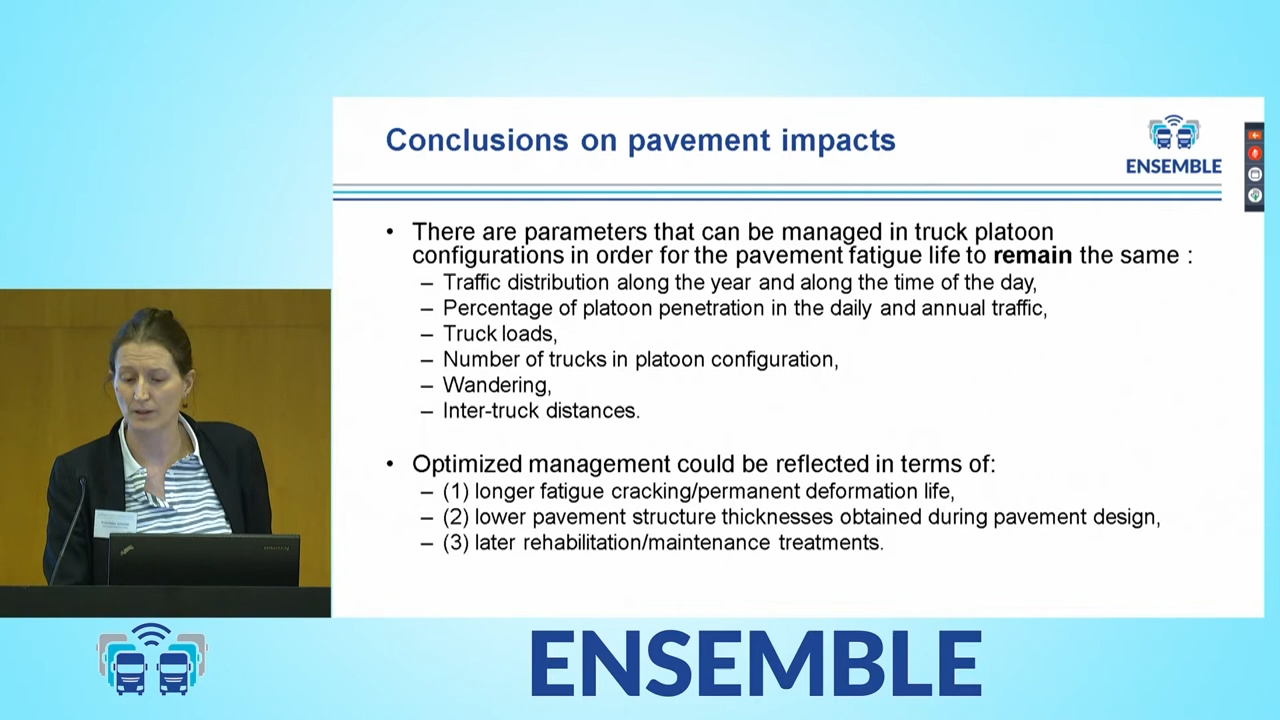 Conclusions on pavement impacts
ENSEMBLE
• There are parameters that can be managed in truck platoon
configurations in order for the pavement fatigue life to remain the same :
– Traffic distribution along the year and along the time of the day,
– Percentage of platoon penetration in the daily and annual traffic,
– Truck loads,
– Number of trucks in platoon configuration,
– Wandering,
– Inter-truck distances.
• Optimized management could be reflected in terms of:
– (1) longer fatigue cracking/permanent deformation life,
– (2) lower pavement structure thicknesses obtained during pavement design,
– (3) later rehabilitation/maintenance treatments.
ENSEMBLE